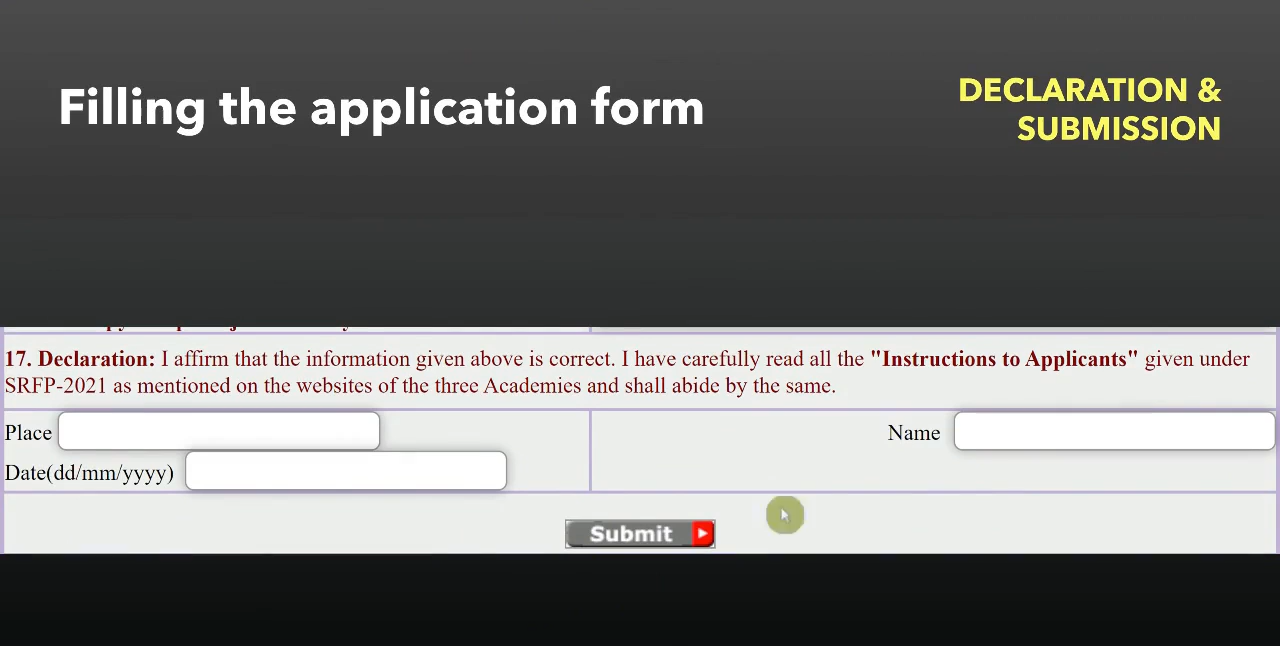 Filling the application form
DECLARATION &
SUBMISSION
17. Declaration: I affirm that the information given above is correct. I have carefully read all the "Instructions to Applicants" given under
SRFP-2021 as mentioned on the websites of the three Academies and shall abide by the same.
Place
Name
Date(dd/mm/yyyy)
Submit